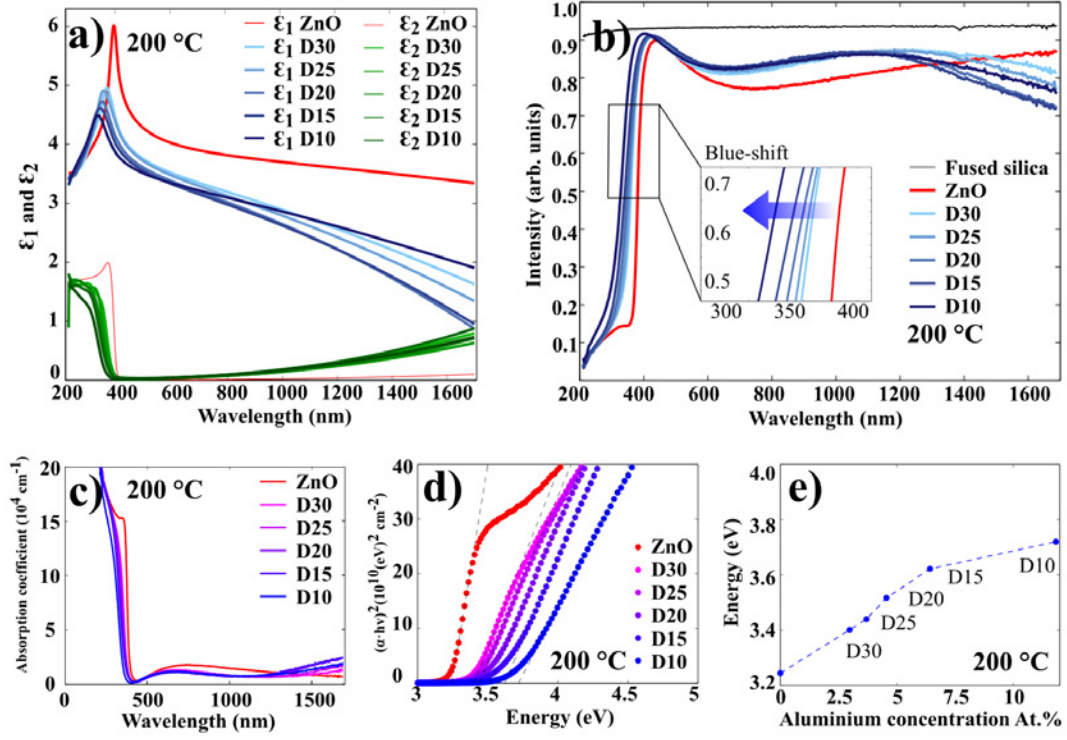 a)
200 °C
ε1 ZnO
ε1 D30
ε1 D25
ε1 D20
ε1 D15
ε1 D10
ε2 ZnO
ε2 D30
ε2 D25
ε2 D20
ε2 D15
ε2 D10
ε1 and ε2
6
5
4
3
2
1
0
200 400 600 800 1000 1200 1400 1600
Wavelength (nm)
b)
Intensity (arb. units)
1.0
0.9
0.8
0.7
0.6
0.5
0.4
0.3
0.2
0.1
Blue-shift
0.7
0.6
0.5
300 350 400
Fused silica
ZnO
D30
D25
D20
D15
D10
200 °C
200 400 600 800 1000 1200 1400 1600
Wavelength (nm)
c)
200 °C
Absorption coefficient (10⁴ cm⁻¹)
20
15
10
5
0
ZnO
D30
D25
D20
D15
D10
0 500 1000 1500
Wavelength (nm)
d)
(α·hν)² (10¹⁰(eV)² cm⁻²)
40
30
20
10
0
ZnO
D30
D25
D20
D15
D10
200 °C
3 3.5 4 4.5 5
Energy (eV)
e)
Energy (eV)
4.0
3.8
3.6
3.4
3.2
D10
D15
D20
D25
D30
200 °C
0 5 10
Aluminium concentration At.%